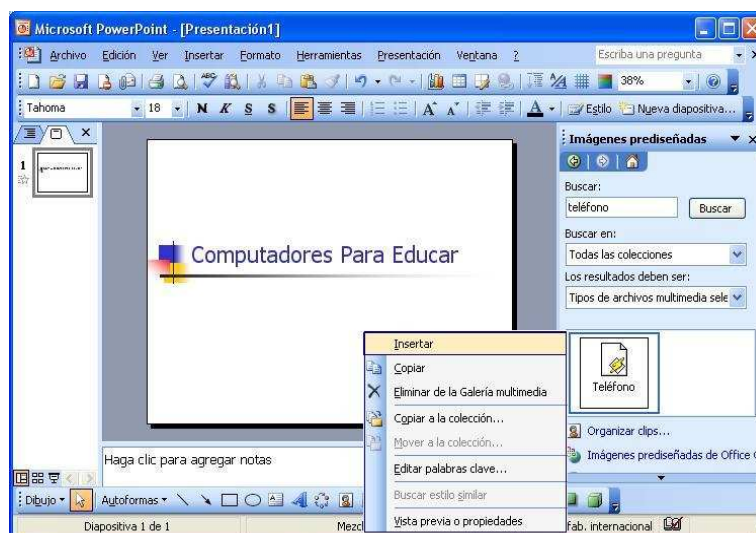 Microsoft PowerPoint - [Presentación1]
Archivo Edición Ver Insertar Formato Herramientas Presentación Ventana ? Escriba una pregunta
38%
Tahoma 18 N K S S A Estilo Nueva diapositiva...
Imágenes prediseñadas
1
Buscar:
teléfono Buscar
Buscar en:
Todas las colecciones
Los resultados deben ser:
Tipos de archivos multimedia sele
Computadores Para Educar
Teléfono
Insertar
Copiar
Eliminar de la Galería multimedia
Copiar a la colección...
Mover a la colección...
Editar palabras clave...
Buscar estilo similar
Vista previa o propiedades
Organizar clips...
Imágenes prediseñadas de Office
Haga clic para agregar notas
Dibujo Autoformas
Diapositiva 1 de 1 Mezcl fab. internacional